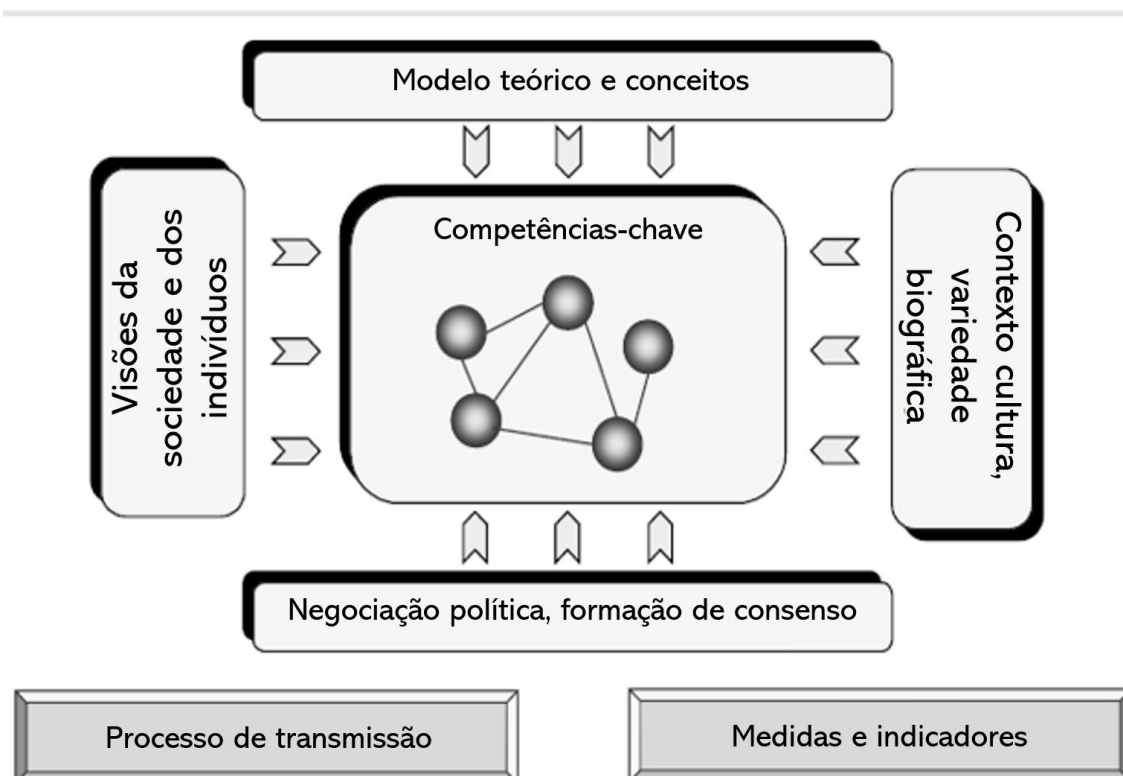 Modelo teórico e conceitos
Visões da
sociedade e dos
indivíduos
Competências-chave
Contexto cultura,
variedade
biográfica
Negociação política, formação de consenso
Processo de transmissão
Medidas e indicadores